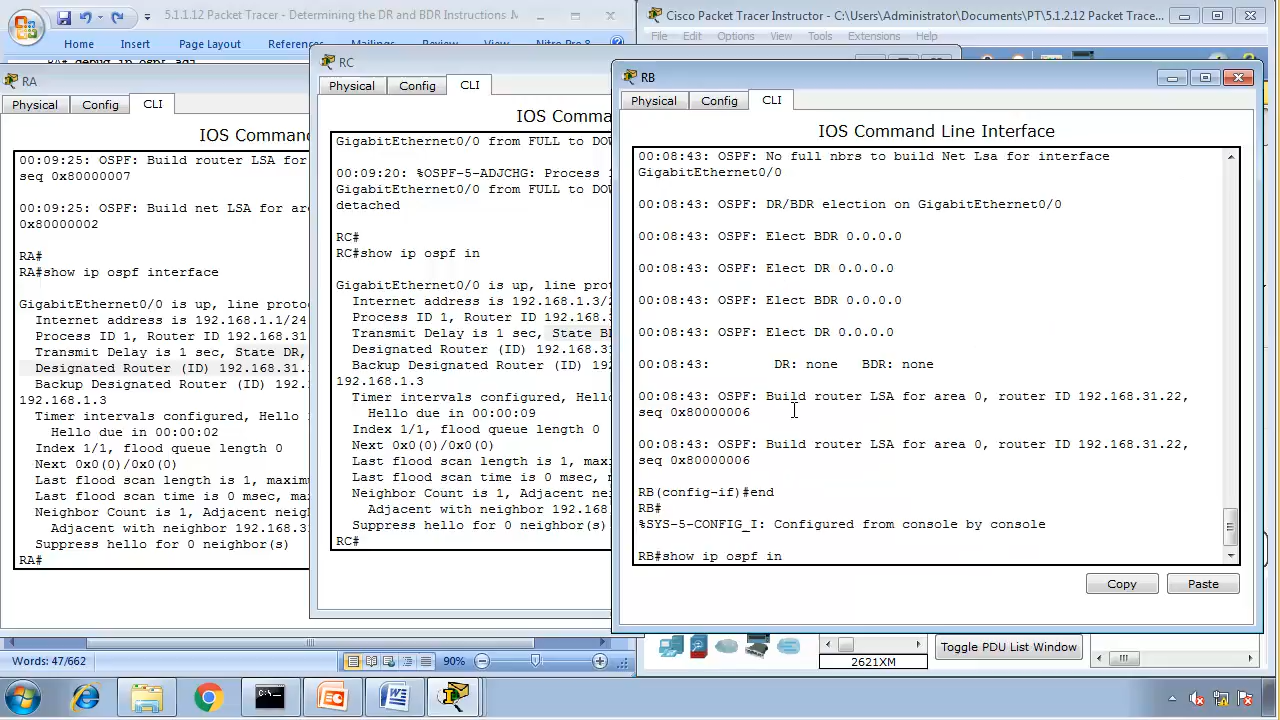 5.1.1.12 Packet Tracer - Determining the DR and BDR Instructions
Home Insert Page Layout References Mailings Review View Nitro Pro 8
RA# debug ip ospf adj
Cisco Packet Tracer Instructor - C:\Users\Administrator\Documents\PT\5.1.2.12 Packet Trace...
File Edit Options View Tools Extensions Help
RA
Physical Config CLI
IOS Command
00:09:25: OSPF: Build router LSA for
seq 0x80000007
00:09:25: OSPF: Build net LSA for are
0x80000002
RA#
RA#show ip ospf interface
GigabitEthernet0/0 is up, line protoc
Internet address is 192.168.1.1/24
Process ID 1, Router ID 192.168.31
Transmit Delay is 1 sec, State DR,
Designated Router (ID) 192.168.31.
Backup Designated Router (ID) 192.
192.168.1.3
Timer intervals configured, Hello
Hello due in 00:00:02
Index 1/1, flood queue length 0
Next 0x0(0)/0x0(0)
Last flood scan length is 1, maximu
Last flood scan time is 0 msec, max
Neighbor Count is 1, Adjacent neigh
Adjacent with neighbor 192.168.3
Suppress hello for 0 neighbor(s)
RA#
RC
Physical Config CLI
IOS Comma
GigabitEthernet0/0 from FULL to DOW
00:09:20: %OSPF-5-ADJCHG: Process 1
GigabitEthernet0/0 from FULL to DOW
detached
RC#
RC#show ip ospf in
GigabitEthernet0/0 is up, line prot
Internet address is 192.168.1.3/2
Process ID 1, Router ID 192.168.3
Transmit Delay is 1 sec, State BD
Designated Router (ID) 192.168.31
Backup Designated Router (ID) 192
192.168.1.3
Timer intervals configured, Hello
Hello due in 00:00:09
Index 1/1, flood queue length 0
Next 0x0(0)/0x0(0)
Last flood scan length is 1, maxi
Last flood scan time is 0 msec, m
Neighbor Count is 1, Adjacent nei
Adjacent with neighbor 192.168
Suppress hello for 0 neighbor(s)
RC#
RB
Physical Config CLI
IOS Command Line Interface
00:08:43: OSPF: No full nbrs to build Net Lsa for interface
GigabitEthernet0/0
00:08:43: OSPF: DR/BDR election on GigabitEthernet0/0
00:08:43: OSPF: Elect BDR 0.0.0.0
00:08:43: OSPF: Elect DR 0.0.0.0
00:08:43: OSPF: Elect BDR 0.0.0.0
00:08:43: OSPF: Elect DR 0.0.0.0
00:08:43: DR: none BDR: none
00:08:43: OSPF: Build router LSA for area 0, router ID 192.168.31.22,
seq 0x80000006
00:08:43: OSPF: Build router LSA for area 0, router ID 192.168.31.22,
seq 0x80000006
RB(config-if)#end
RB#
%SYS-5-CONFIG_I: Configured from console by console
RB#show ip ospf in
Copy Paste
Words: 47/662 90%
2621XM
Toggle PDU List Window